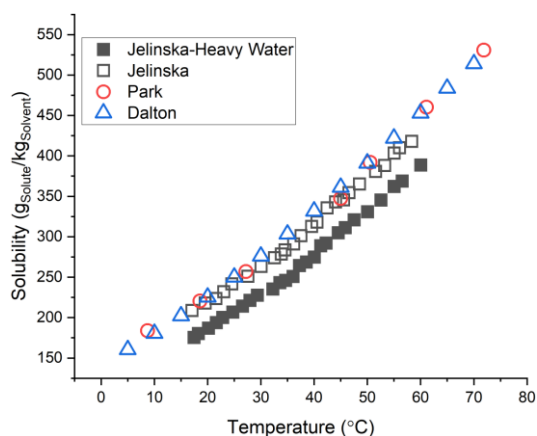 Jelinska-Heavy Water
Jelinska
Park
Dalton
Solubility (gSolute/kgSolvent)
550
500
450
400
350
300
250
200
150
0 10 20 30 40 50 60 70 80
Temperature (°C)